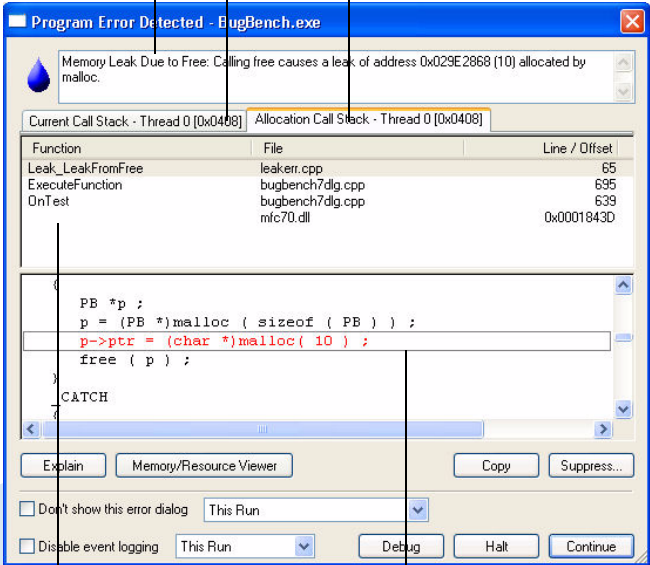 Program Error Detected - BugBench.exe
Memory Leak Due to Free: Calling free causes a leak of address 0x029E2868 (10) allocated by
malloc.
Current Call Stack - Thread 0 [0x0408] Allocation Call Stack - Thread 0 [0x0408]
Function File Line / Offset
Leak_LeakFromFree leakerr.cpp 65
ExecuteFunction bugbench7dlg.cpp 695
OnTest bugbench7dlg.cpp 639
mfc70.dll 0x0001843D
{
PB *p ;
p = (PB *)malloc ( sizeof ( PB ) ) ;
p->ptr = (char *)malloc( 10 ) ;
free ( p ) ;
}
_CATCH
{
Explain Memory/Resource Viewer Copy Suppress...
Don't show this error dialog This Run
Disable event logging This Run Debug Halt Continue